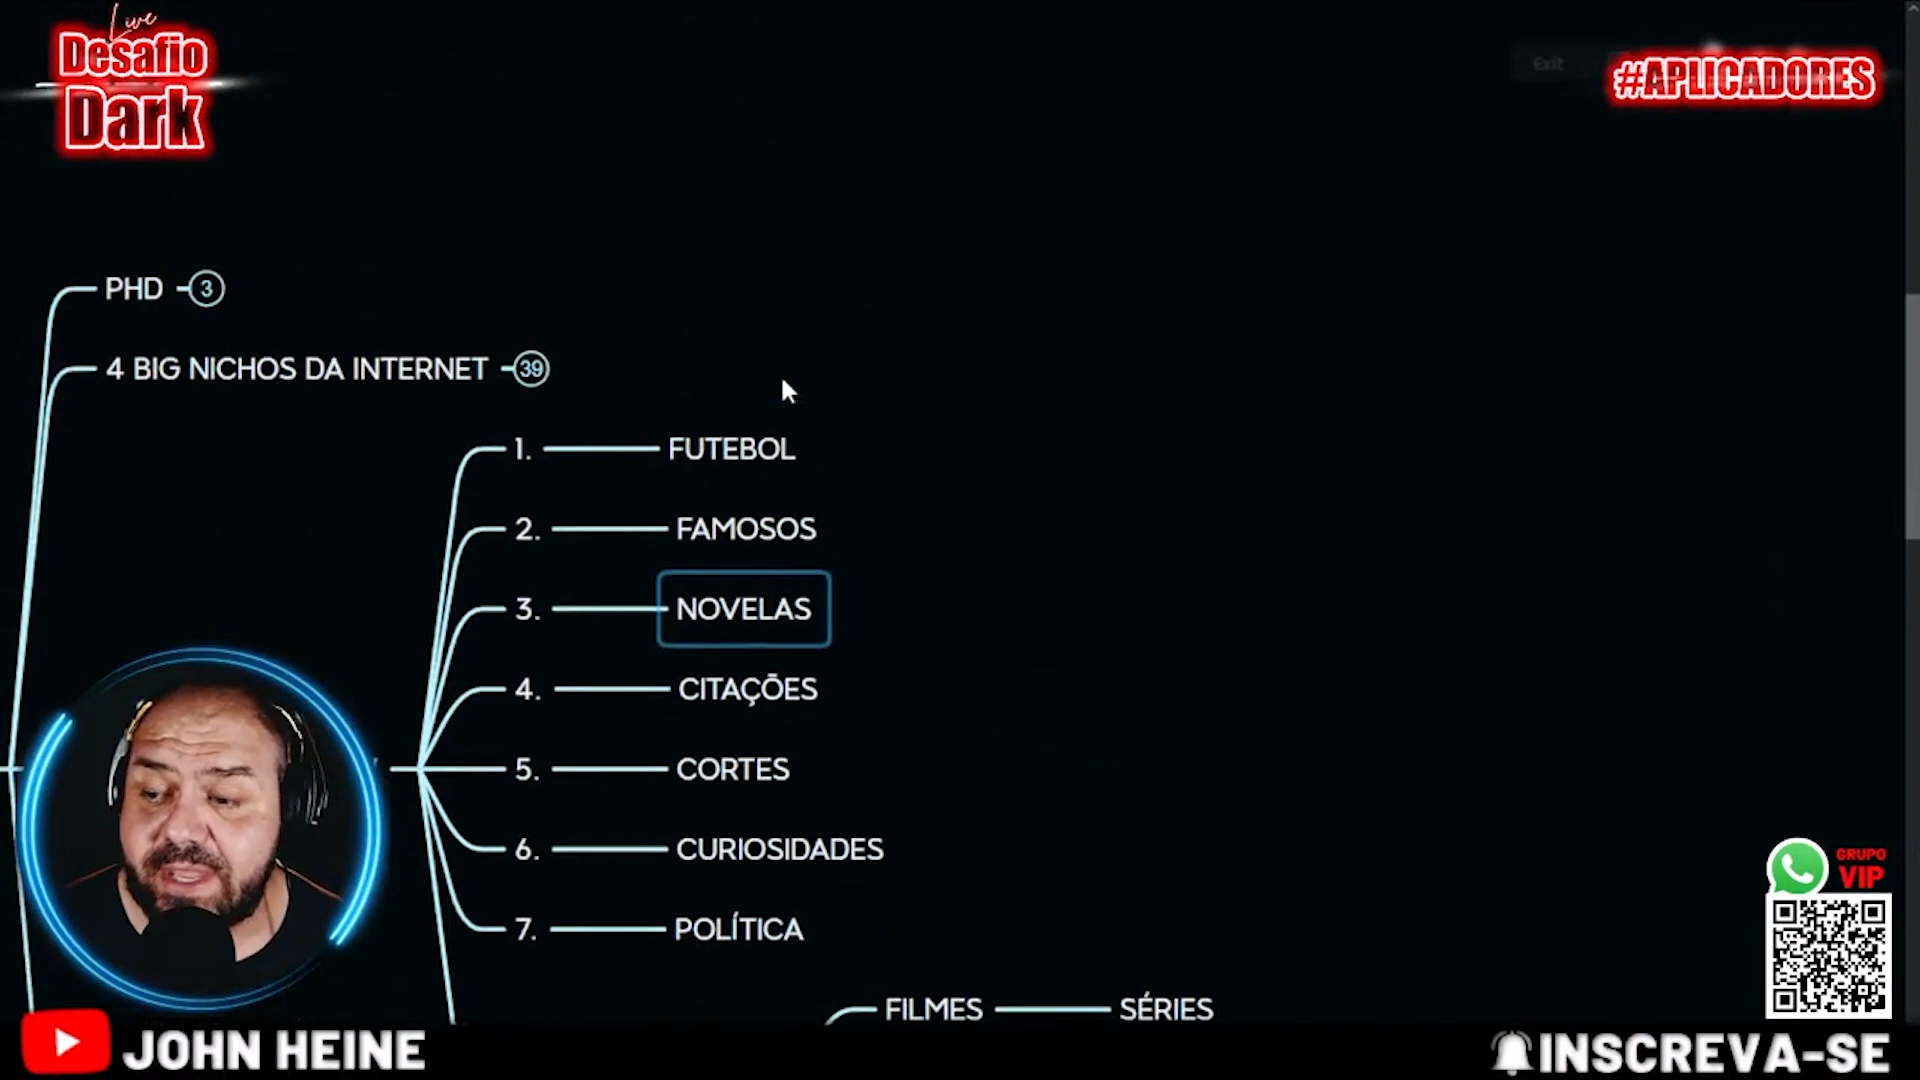 Live
Desafio
Dark
Exit
#APLICADORES
PHD 3
4 BIG NICHOS DA INTERNET 39
1. FUTEBOL
2. FAMOSOS
3. NOVELAS
4. CITAÇÕES
5. CORTES
6. CURIOSIDADES
7. POLÍTICA
FILMES SÉRIES
GRUPO
VIP
JOHN HEINE
INSCREVA-SE